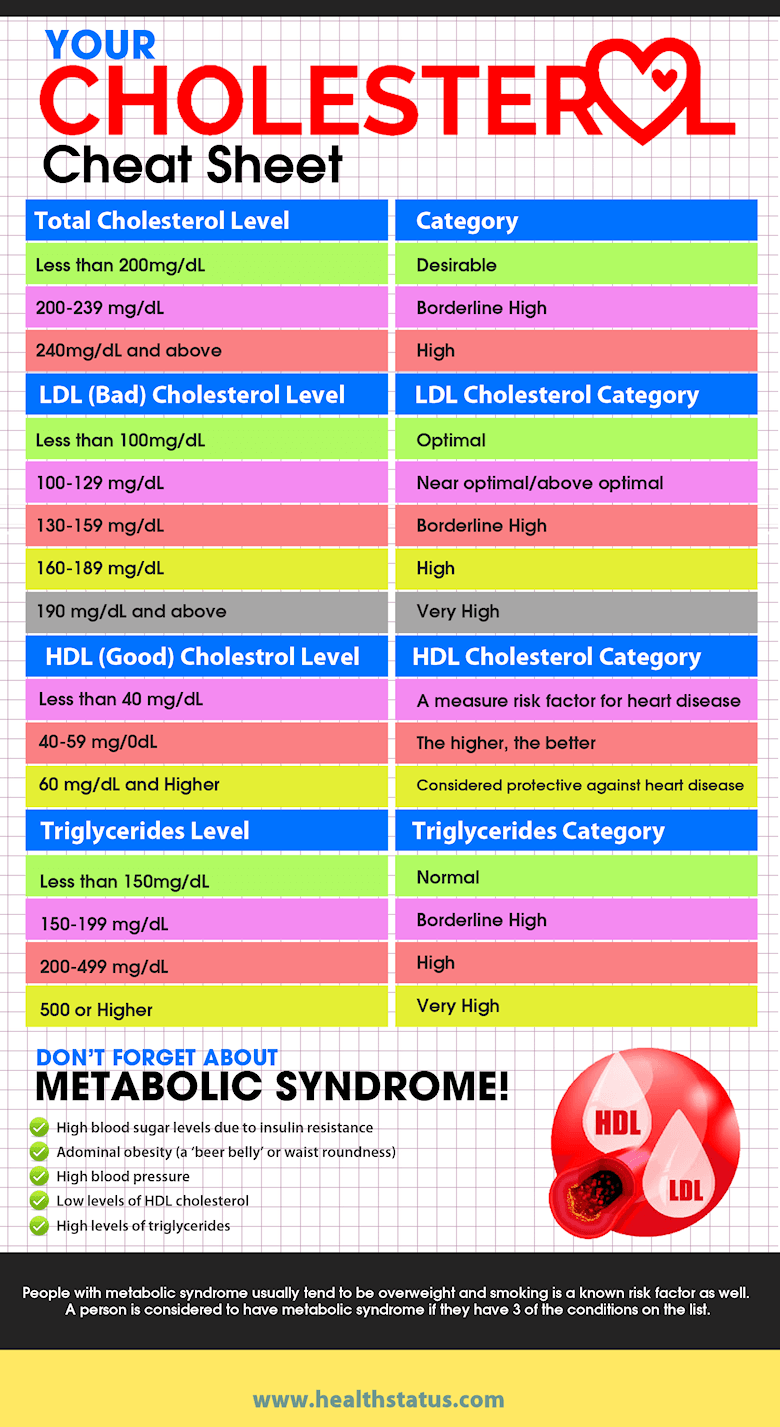 YOUR
CHOLESTEROL
Cheat Sheet
Total Cholesterol Level Category
Less than 200mg/dL Desirable
200-239 mg/dL Borderline High
240mg/dL and above High
LDL (Bad) Cholesterol Level LDL Cholesterol Category
Less than 100mg/dL Optimal
100-129 mg/dL Near optimal/above optimal
130-159 mg/dL Borderline High
160-189 mg/dL High
190 mg/dL and above Very High
HDL (Good) Cholestrol Level HDL Cholesterol Category
Less than 40 mg/dL A measure risk factor for heart disease
40-59 mg/0dL The higher, the better
60 mg/dL and Higher Considered protective against heart disease
Triglycerides Level Triglycerides Category
Less than 150mg/dL Normal
150-199 mg/dL Borderline High
200-499 mg/dL High
500 or Higher Very High
DON'T FORGET ABOUT
METABOLIC SYNDROME!
High blood sugar levels due to insulin resistance
Adominal obesity (a 'beer belly' or waist roundness)
High blood pressure
Low levels of HDL cholesterol
High levels of triglycerides
HDL
LDL
People with metabolic syndrome usually tend to be overweight and smoking is a known risk factor as well.
A person is considered to have metabolic syndrome if they have 3 of the conditions on the list.
www.healthstatus.com